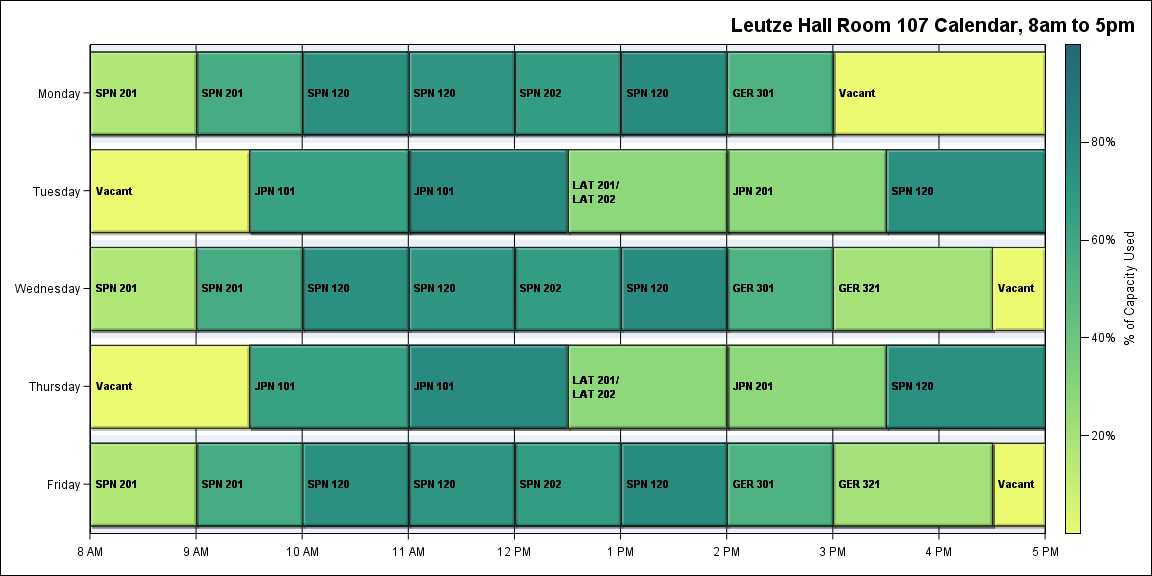 Leutze Hall Room 107 Calendar, 8am to 5pm
Monday
SPN 201
SPN 201
SPN 120
SPN 120
SPN 202
SPN 120
GER 301
Vacant
Tuesday
Vacant
JPN 101
JPN 101
LAT 201/
LAT 202
JPN 201
SPN 120
Wednesday
SPN 201
SPN 201
SPN 120
SPN 120
SPN 202
SPN 120
GER 301
GER 321
Vacant
Thursday
Vacant
JPN 101
JPN 101
LAT 201/
LAT 202
JPN 201
SPN 120
Friday
SPN 201
SPN 201
SPN 120
SPN 120
SPN 202
SPN 120
GER 301
GER 321
Vacant
8 AM
9 AM
10 AM
11 AM
12 PM
1 PM
2 PM
3 PM
4 PM
5 PM
80%
60%
40%
20%
% of Capacity Used